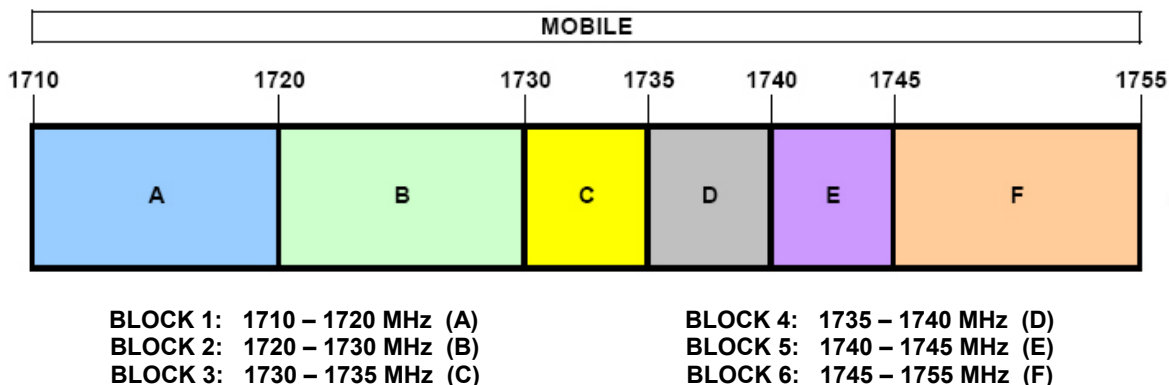 MOBILE
1710 1720 1730 1735 1740 1745 1755
A B C D E F
BLOCK 1: 1710 – 1720 MHz (A) BLOCK 4: 1735 – 1740 MHz (D)
BLOCK 2: 1720 – 1730 MHz (B) BLOCK 5: 1740 – 1745 MHz (E)
BLOCK 3: 1730 – 1735 MHz (C) BLOCK 6: 1745 – 1755 MHz (F)